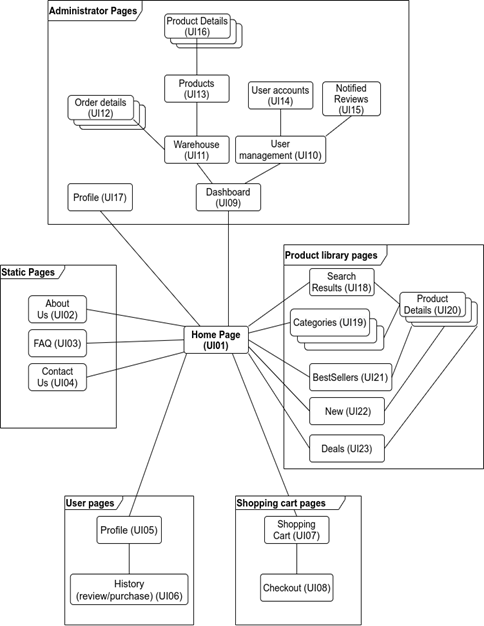 Administrator Pages
Product Details
(UI16)
Products
(UI13)
User accounts
(UI14)
Notified
Reviews
(UI15)
Order details
(UI12)
Warehouse
(UI11)
User
management (UI10)
Profile (UI17)
Dashboard
(UI09)
Static Pages
About
Us (UI02)
FAQ (UI03)
Contact
Us (UI04)
Home Page
(UI01)
Product library pages
Search
Results (UI18)
Categories (UI19)
Product
Details (UI20)
BestSellers (UI21)
New (UI22)
Deals (UI23)
User pages
Profile (UI05)
History
(review/purchase) (UI06)
Shopping cart pages
Shopping
Cart (UI07)
Checkout (UI08)